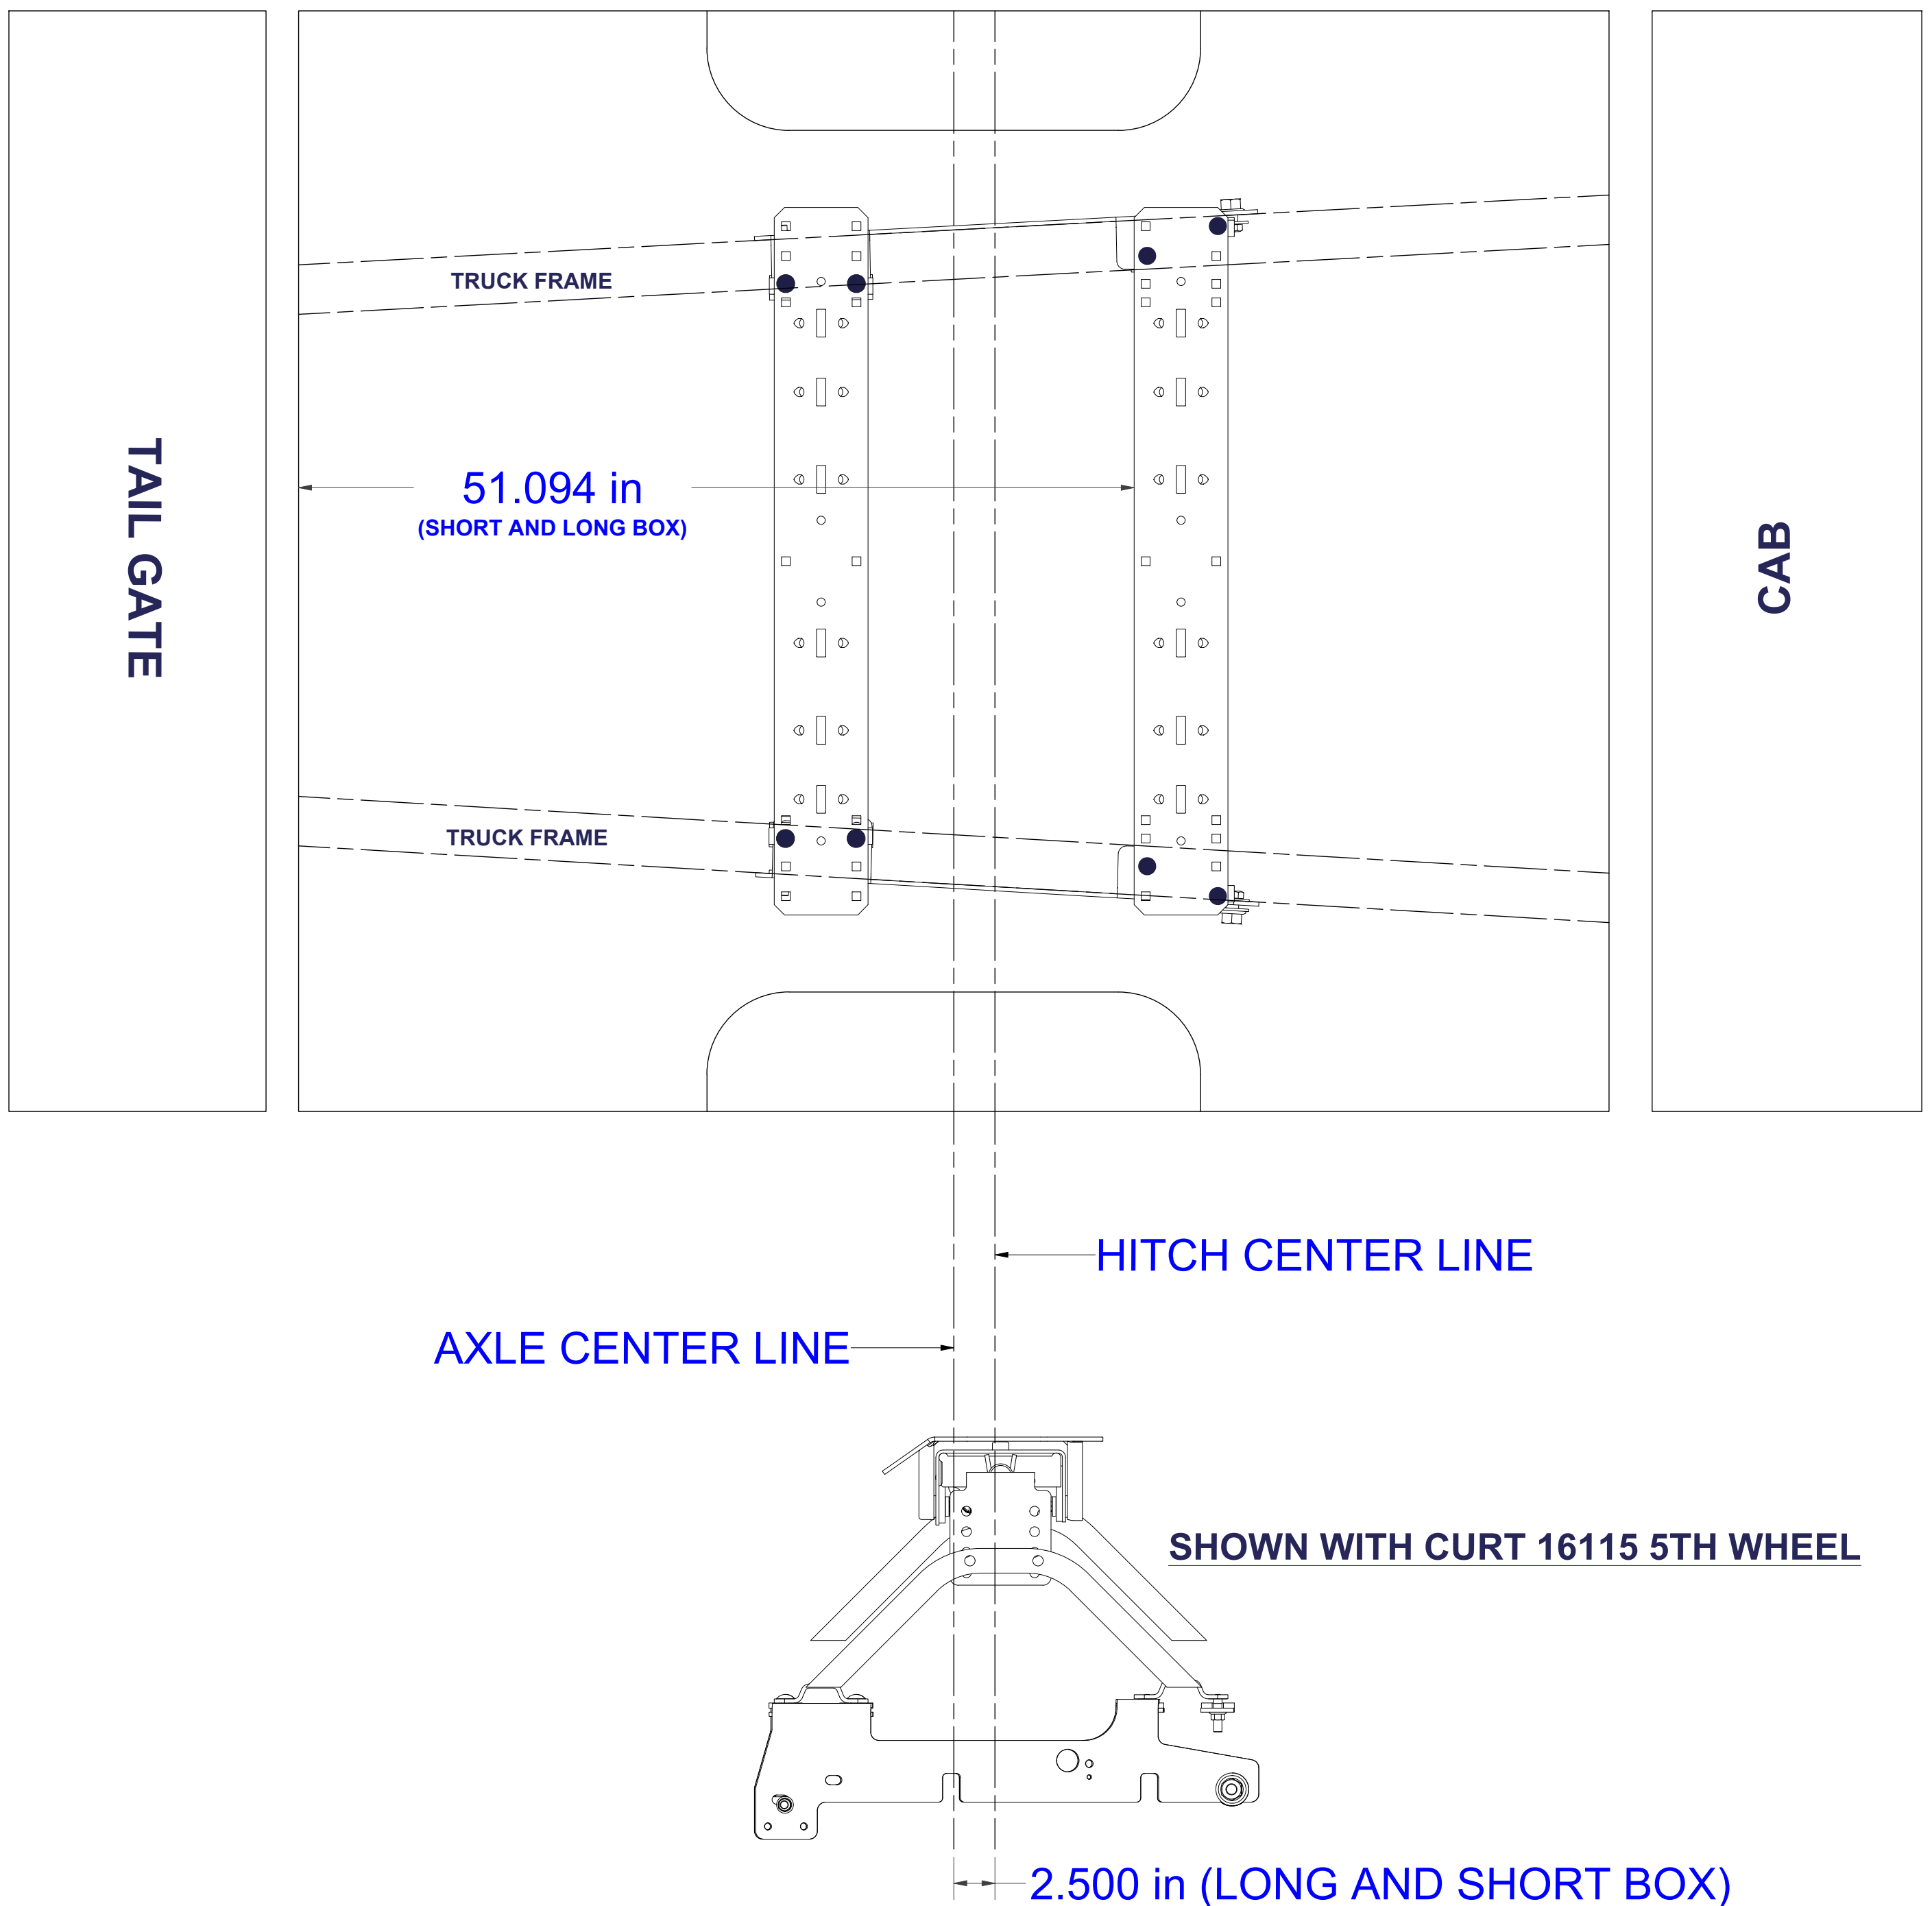 TRUCK FRAME
TAIL GATE
51.094 in
(SHORT AND LONG BOX)
CAB
TRUCK FRAME
HITCH CENTER LINE
AXLE CENTER LINE
SHOWN WITH CURT 16115 5TH WHEEL
2.500 in (LONG AND SHORT BOX)